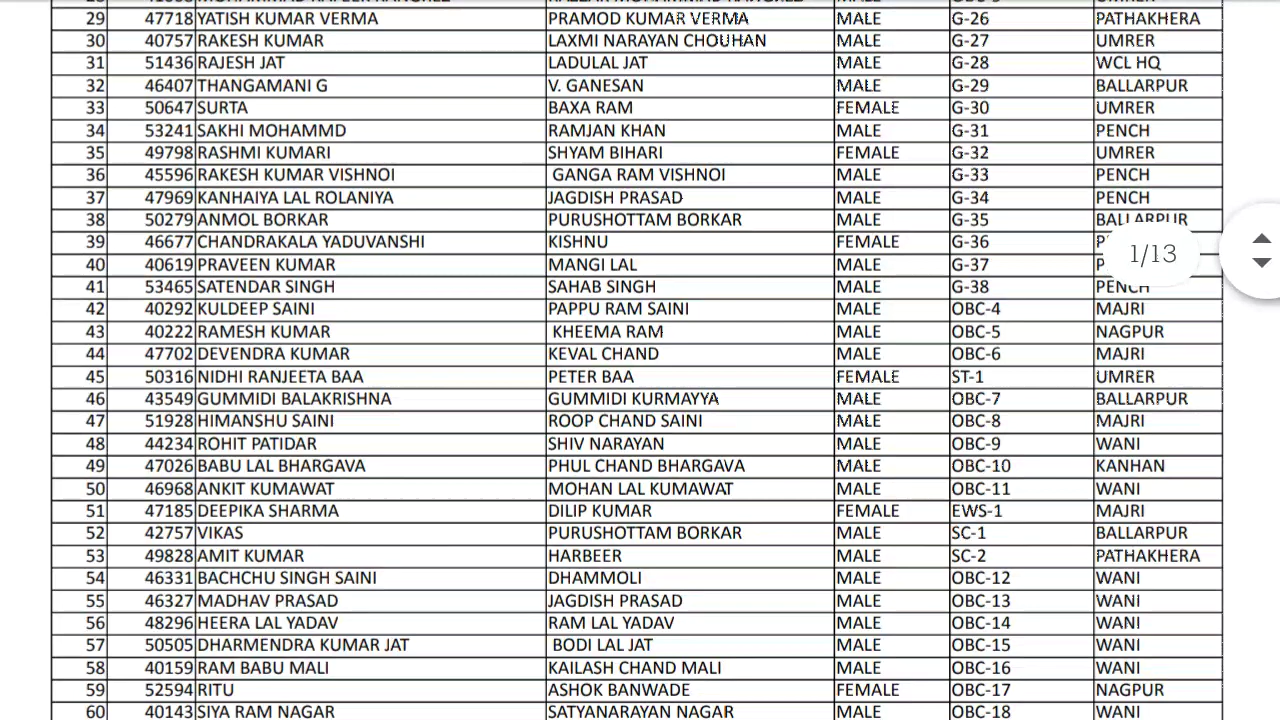 29 47718 YATISH KUMAR VERMA PRAMOD KUMAR VERMA MALE G-26 PATHAKHERA
30 40757 RAKESH KUMAR LAXMI NARAYAN CHOUHAN MALE G-27 UMRER
31 51436 RAJESH JAT LADULAL JAT MALE G-28 WCL HQ
32 46407 THANGAMANI G V. GANESAN MALE G-29 BALLARPUR
33 50647 SURTA BAXA RAM FEMALE G-30 UMRER
34 53241 SAKHI MOHAMMD RAMJAN KHAN MALE G-31 PENCH
35 49798 RASHMI KUMARI SHYAM BIHARI FEMALE G-32 UMRER
36 45596 RAKESH KUMAR VISHNOI GANGA RAM VISHNOI MALE G-33 PENCH
37 47969 KANHAIYA LAL ROLANIYA JAGDISH PRASAD MALE G-34 PENCH
38 50279 ANMOL BORKAR PURUSHOTTAM BORKAR MALE G-35 BALLARPUR
39 46677 CHANDRAKALA YADUVANSHI KISHNU FEMALE G-36
1/13
40 40619 PRAVEEN KUMAR MANGI LAL MALE G-37
41 53465 SATENDAR SINGH SAHAB SINGH MALE G-38 PENCH
42 40292 KULDEEP SAINI PAPPU RAM SAINI MALE OBC-4 MAJRI
43 40222 RAMESH KUMAR KHEEMA RAM MALE OBC-5 NAGPUR
44 47702 DEVENDRA KUMAR KEVAL CHAND MALE OBC-6 MAJRI
45 50316 NIDHI RANJEETA BAA PETER BAA FEMALE ST-1 UMRER
46 43549 GUMMIDI BALAKRISHNA GUMMIDI KURMAYYA MALE OBC-7 BALLARPUR
47 51928 HIMANSHU SAINI ROOP CHAND SAINI MALE OBC-8 MAJRI
48 44234 ROHIT PATIDAR SHIV NARAYAN MALE OBC-9 WANI
49 47026 BABU LAL BHARGAVA PHUL CHAND BHARGAVA MALE OBC-10 KANHAN
50 46968 ANKIT KUMAWAT MOHAN LAL KUMAWAT MALE OBC-11 WANI
51 47185 DEEPIKA SHARMA DILIP KUMAR FEMALE EWS-1 MAJRI
52 42757 VIKAS PURUSHOTTAM BORKAR MALE SC-1 BALLARPUR
53 49828 AMIT KUMAR HARBEER MALE SC-2 PATHAKHERA
54 46331 BACHCHU SINGH SAINI DHAMMOLI MALE OBC-12 WANI
55 46327 MADHAV PRASAD JAGDISH PRASAD MALE OBC-13 WANI
56 48296 HEERA LAL YADAV RAM LAL YADAV MALE OBC-14 WANI
57 50505 DHARMENDRA KUMAR JAT BODI LAL JAT MALE OBC-15 WANI
58 40159 RAM BABU MALI KAILASH CHAND MALI MALE OBC-16 WANI
59 52594 RITU ASHOK BANWADE FEMALE OBC-17 NAGPUR
60 40143 SIYA RAM NAGAR SATYANARAYAN NAGAR MALE OBC-18 WANI